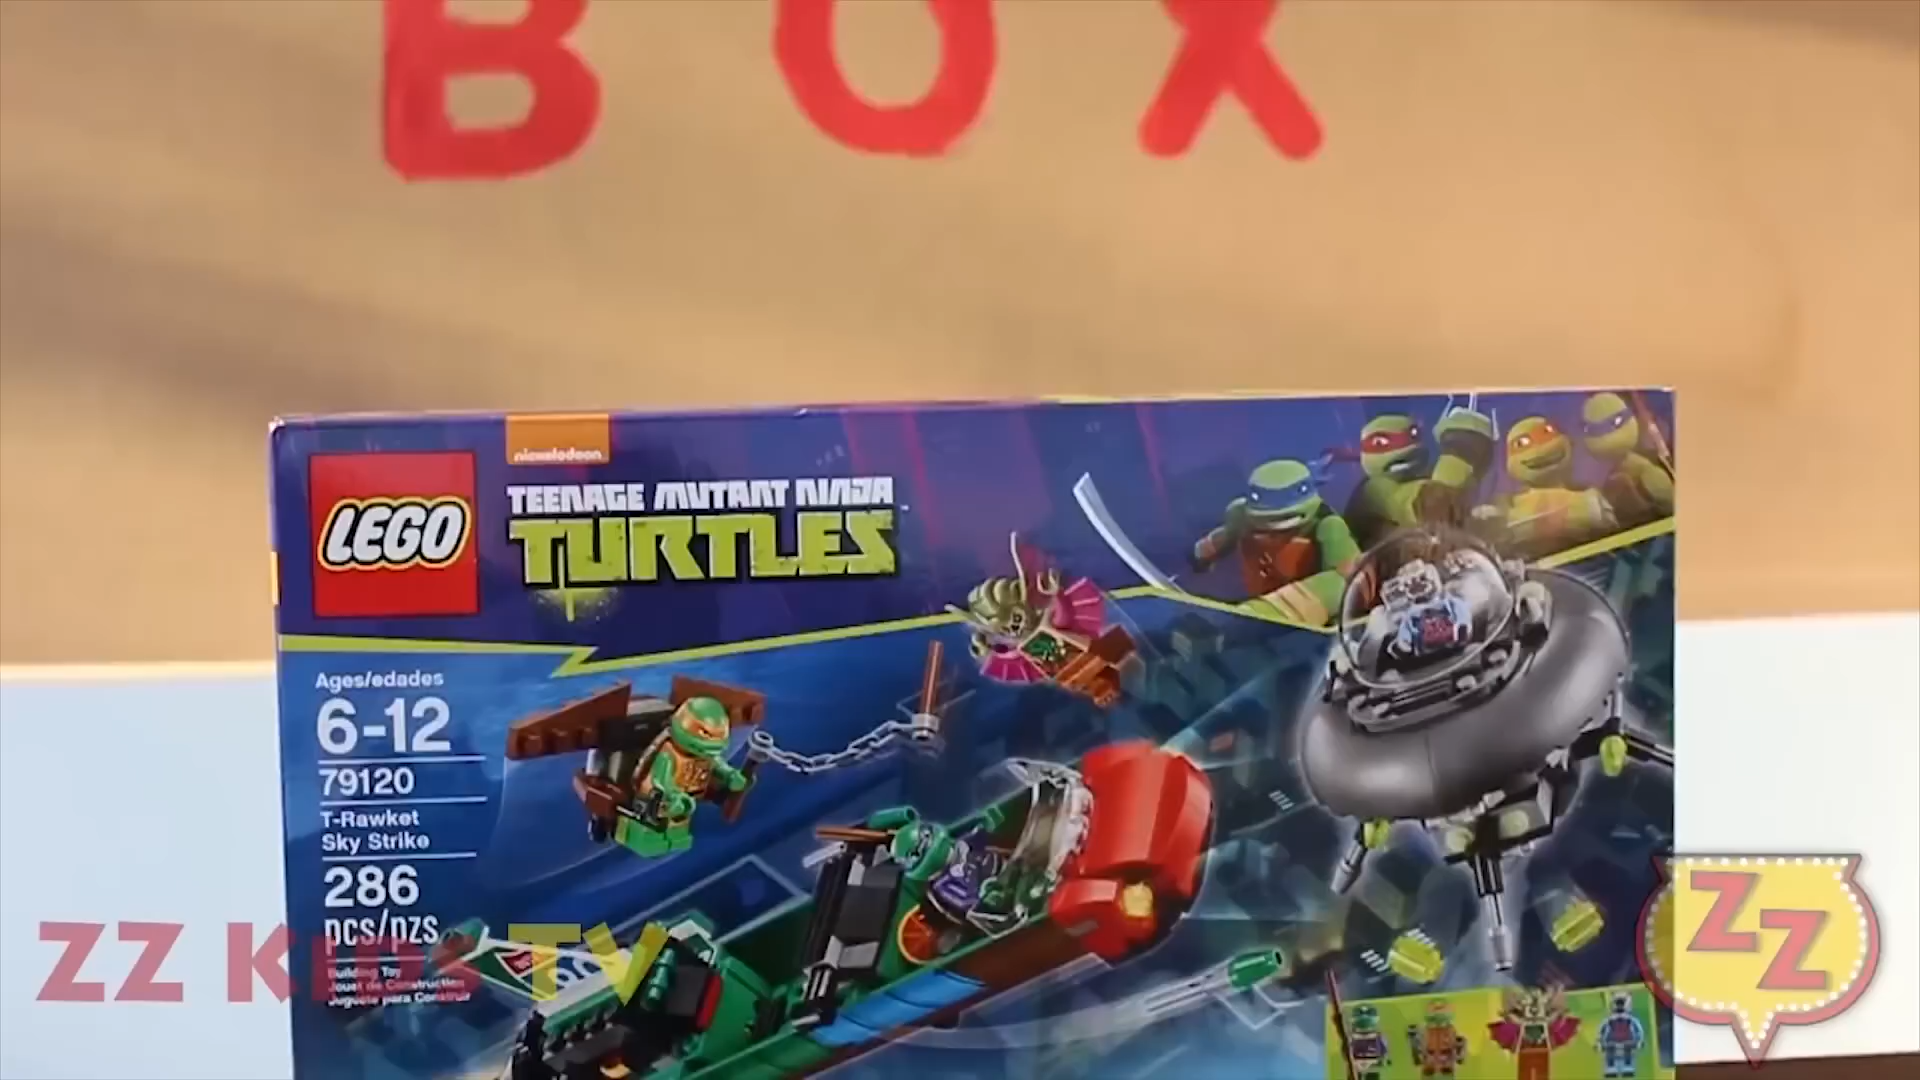 BOX
nickelodeon
LEGO
TEENAGE MUTANT NINJA
TURTLES
Ages/edades
6-12
79120
T-Rawket
Sky Strike
286
pcs/pzs
Building Toy
Jouet de Construction
Juguete para Construir
ZZ KIDS TV
ZZ